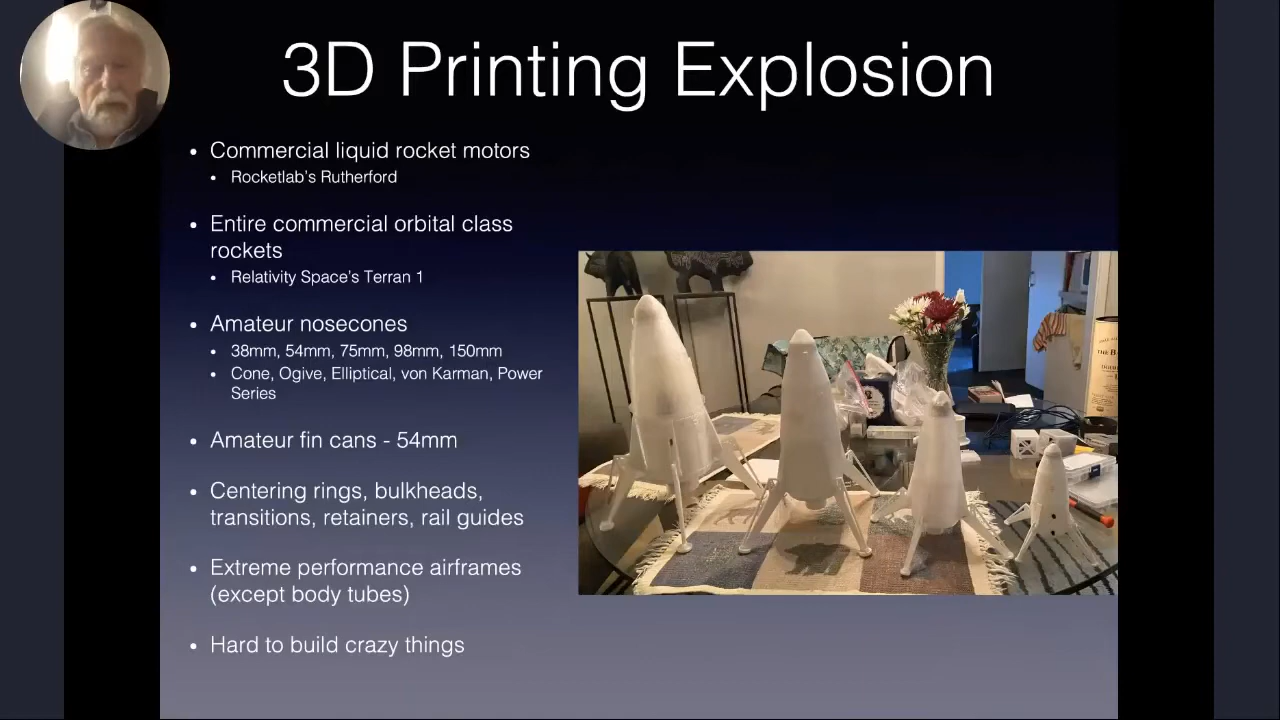 3D Printing Explosion
• Commercial liquid rocket motors
• Rocketlab's Rutherford
• Entire commercial orbital class
rockets
• Relativity Space's Terran 1
• Amateur nosecones
• 38mm, 54mm, 75mm, 98mm, 150mm
• Cone, Ogive, Elliptical, von Karman, Power
Series
• Amateur fin cans - 54mm
• Centering rings, bulkheads,
transitions, retainers, rail guides
• Extreme performance airframes
(except body tubes)
• Hard to build crazy things